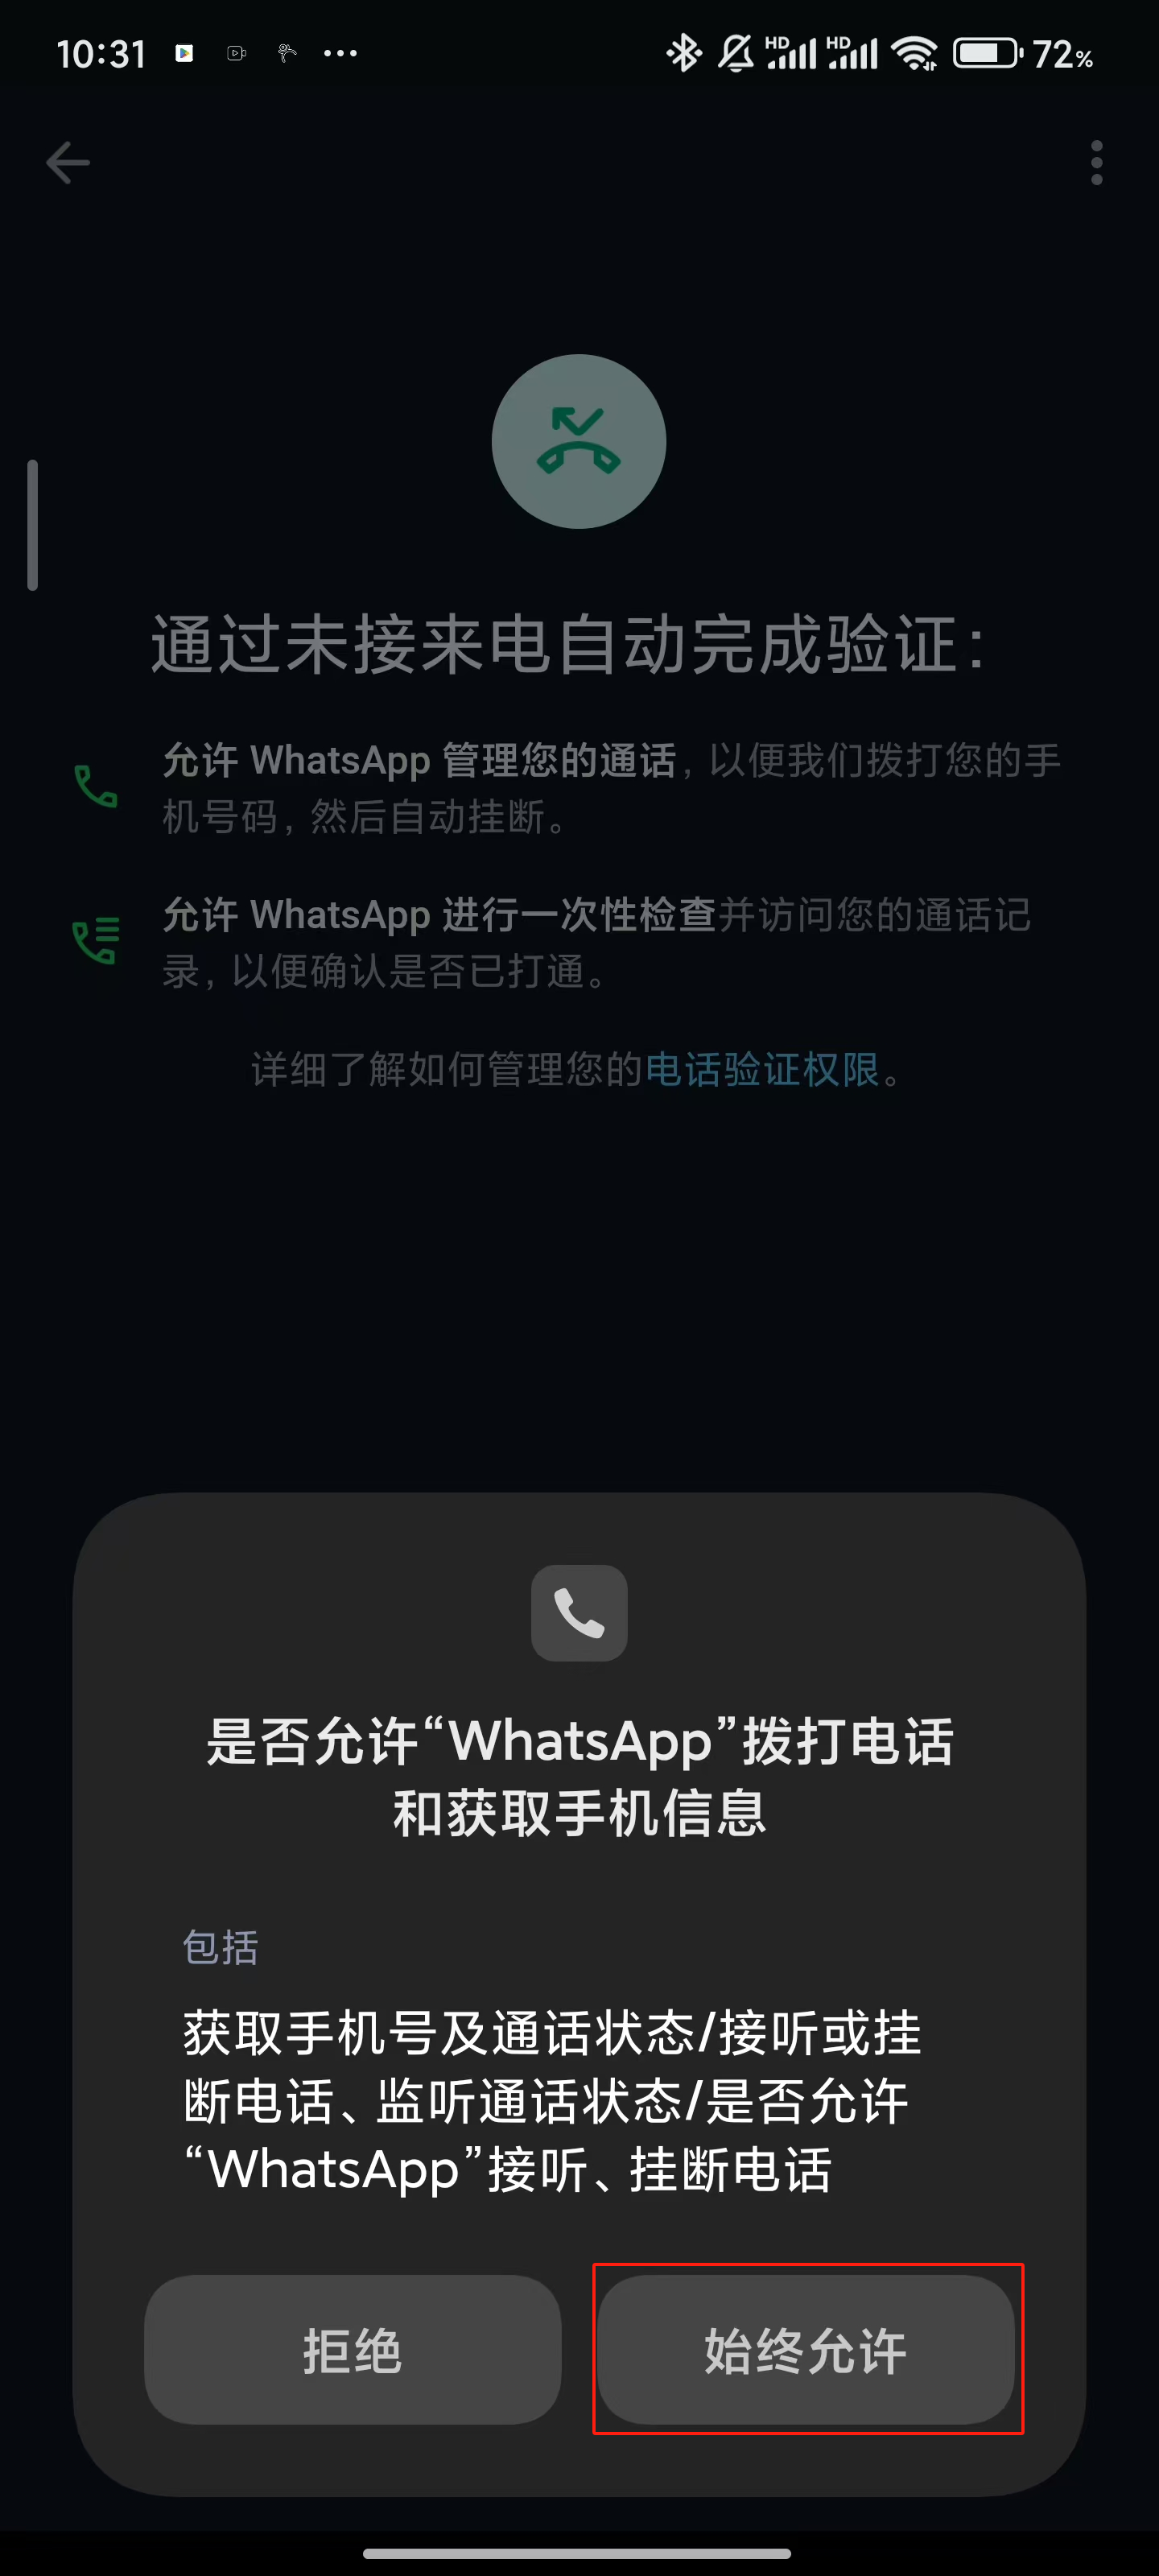 10:31
HD HD 72%
通过未接来电自动完成验证：
允许 WhatsApp 管理您的通话，以便我们拨打您的手
机号码，然后自动挂断。
允许 WhatsApp 进行一次性检查并访问您的通话记
录，以便确认是否已打通。
详细了解如何管理您的电话验证权限。
是否允许“WhatsApp”拨打电话
和获取手机信息
包括
获取手机号及通话状态/接听或挂
断电话、监听通话状态/是否允许
“WhatsApp”接听、挂断电话
拒绝
始终允许